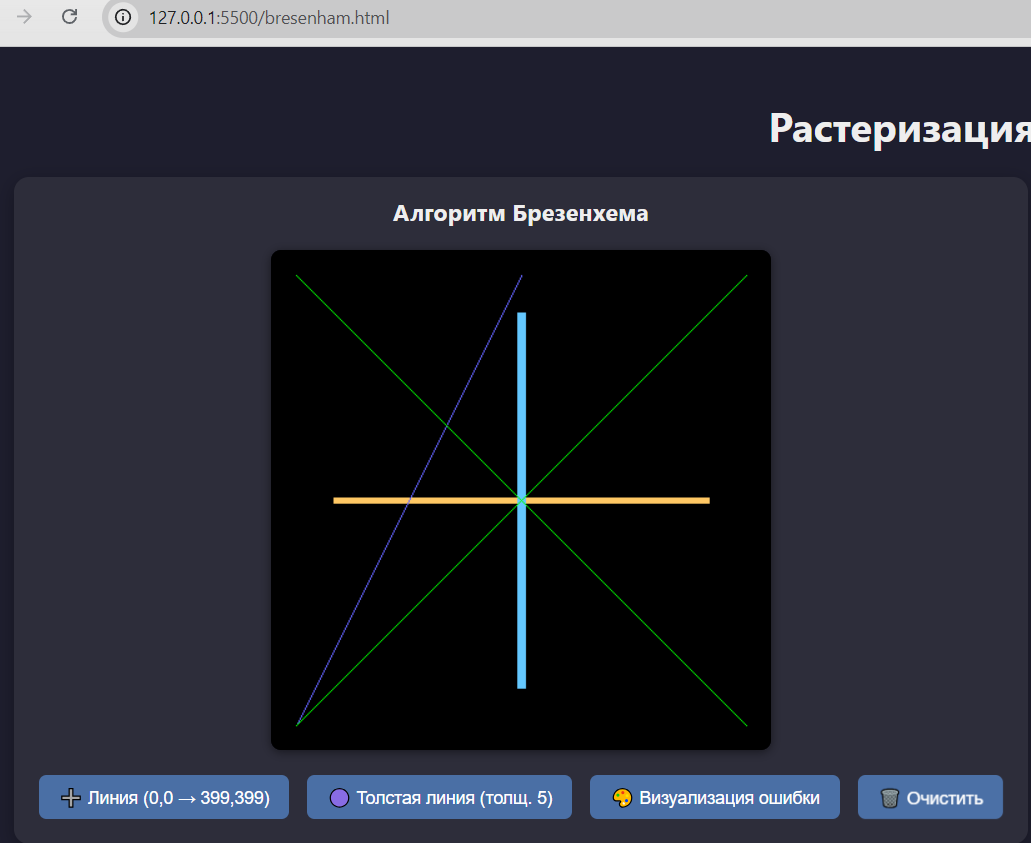 127.0.0.1:5500/bresenham.html
Растеризация
Алгоритм Брезенхема
Линия (0,0 → 399,399)
Толстая линия (толщ. 5)
Визуализация ошибки
Очистить